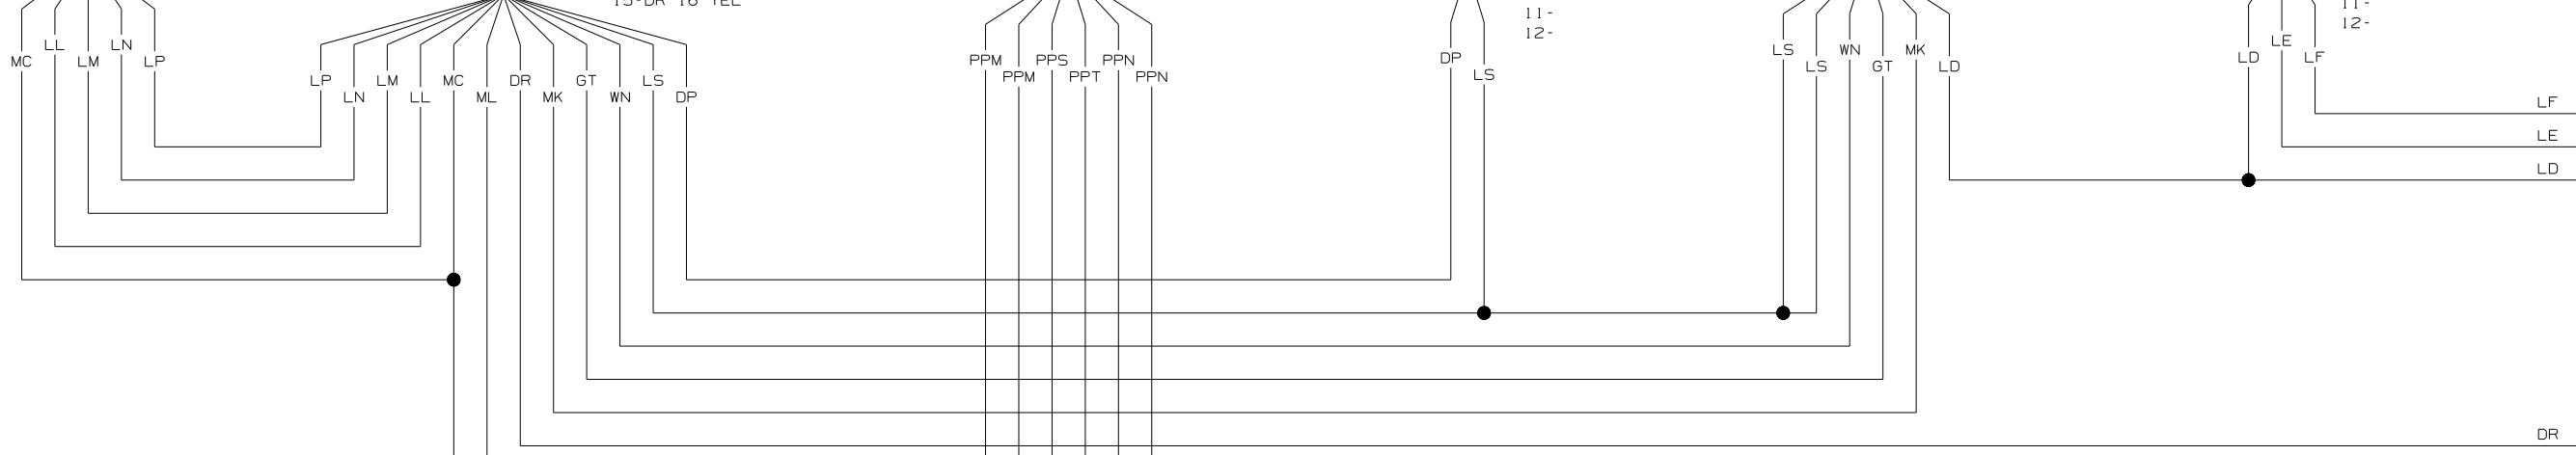 15-DR 16 YEL
11-
12-
11-
12-
MC LL LM LN LP
LP LN LM LL MC ML DR MK GT WN LS DP
PPM PPM PPS PPT PPN PPN
DP LS
LS LS WN GT MK LD
LD LE LF
LF
LE
LD
DR